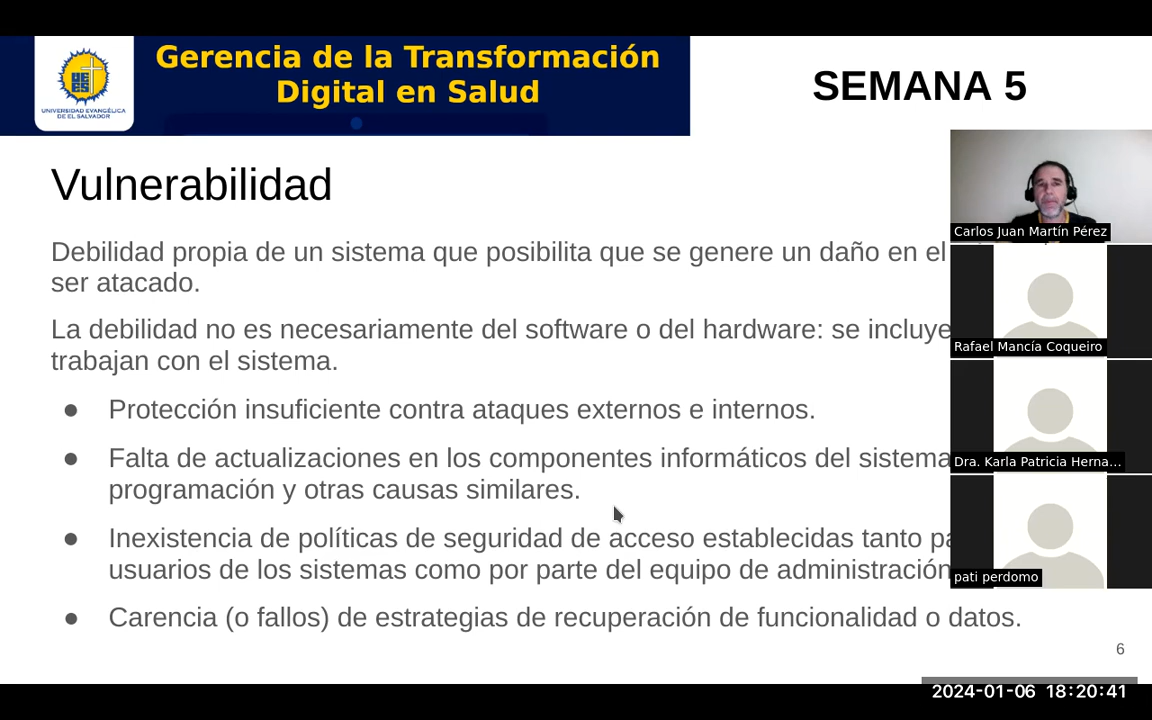 Gerencia de la Transformación
Digital en Salud
UNIVERSIDAD EVANGÉLICA
DE EL SALVADOR
SEMANA 5
Vulnerabilidad
Debilidad propia de un sistema que posibilita que se genere un daño en el
ser atacado.
La debilidad no es necesariamente del software o del hardware: se incluye
trabajan con el sistema.
● Protección insuficiente contra ataques externos e internos.
● Falta de actualizaciones en los componentes informáticos del sistema
programación y otras causas similares.
● Inexistencia de políticas de seguridad de acceso establecidas tanto
usuarios de los sistemas como por parte del equipo de administración
● Carencia (o fallos) de estrategias de recuperación de funcionalidad o datos.
6
Carlos Juan Martín Pérez
Rafael Mancía Coqueiro
Dra. Karla Patricia Herna...
pati perdomo
2024-01-06 18:20:41